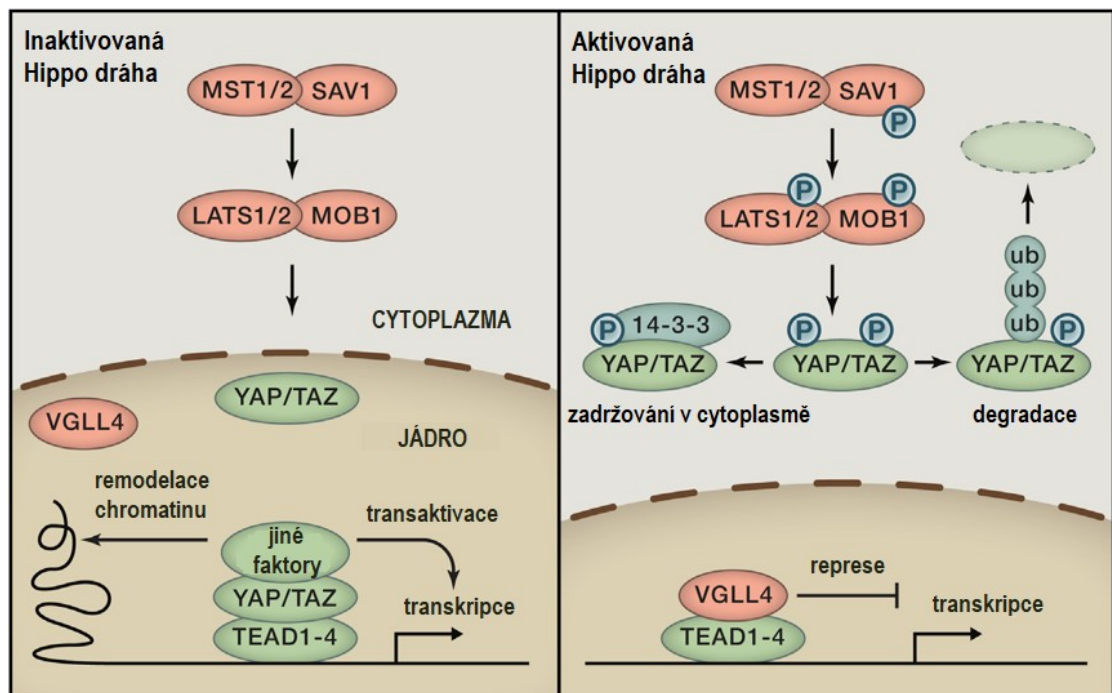 Inaktivovaná
Hippo dráha
MST1/2 SAV1
LATS1/2 MOB1
CYTOPLAZMA
YAP/TAZ
VGLL4
JÁDRO
remodelace
chromatinu
transaktivace
jiné
faktory
YAP/TAZ
transkripce
TEAD1-4
Aktivovaná
Hippo dráha
MST1/2 SAV1
P
P P
LATS1/2 MOB1
ub
ub
ub
P 14-3-3
P P
P
YAP/TAZ YAP/TAZ YAP/TAZ
zadržování v cytoplasmě degradace
represe
VGLL4
transkripce
TEAD1-4